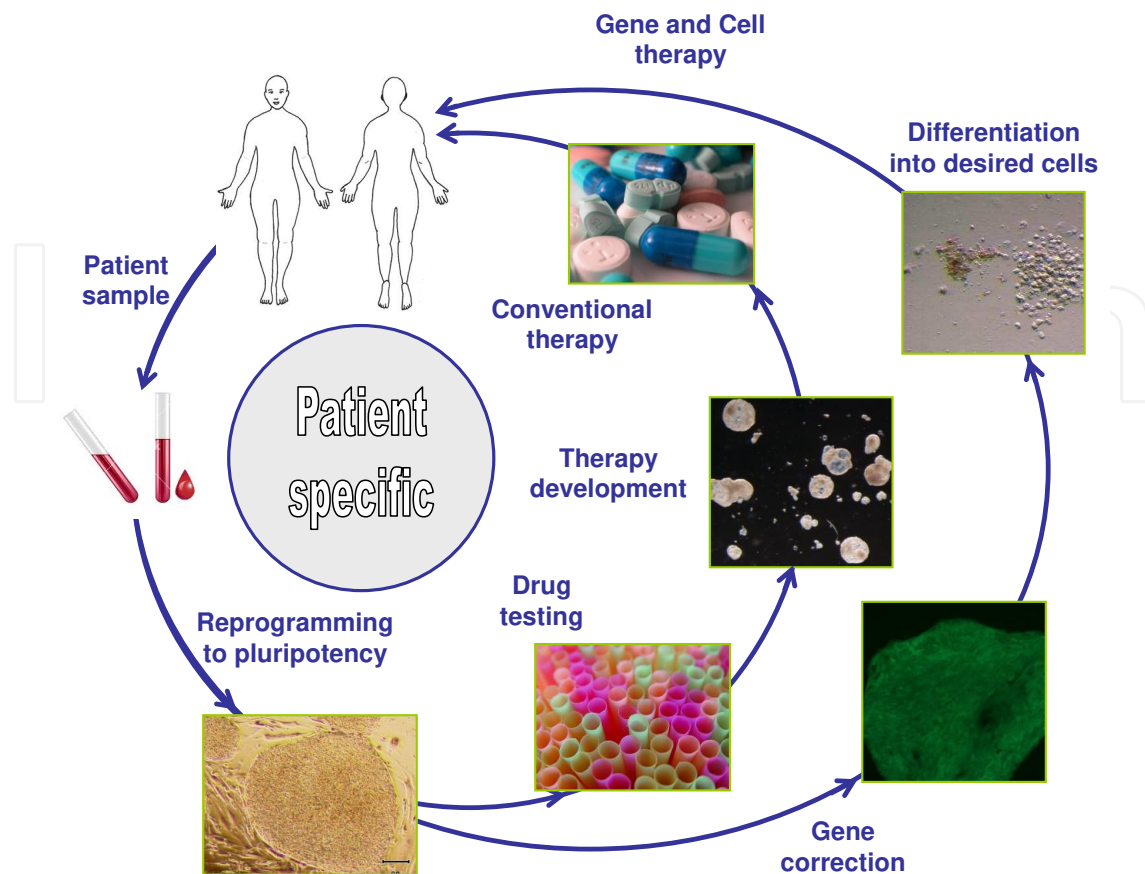 Gene and Cell
therapy
Differentiation
into desired cells
Patient
sample
Conventional
therapy
Patient
specific
Therapy
development
Drug
testing
Reprogramming
to pluripotency
Gene
correction